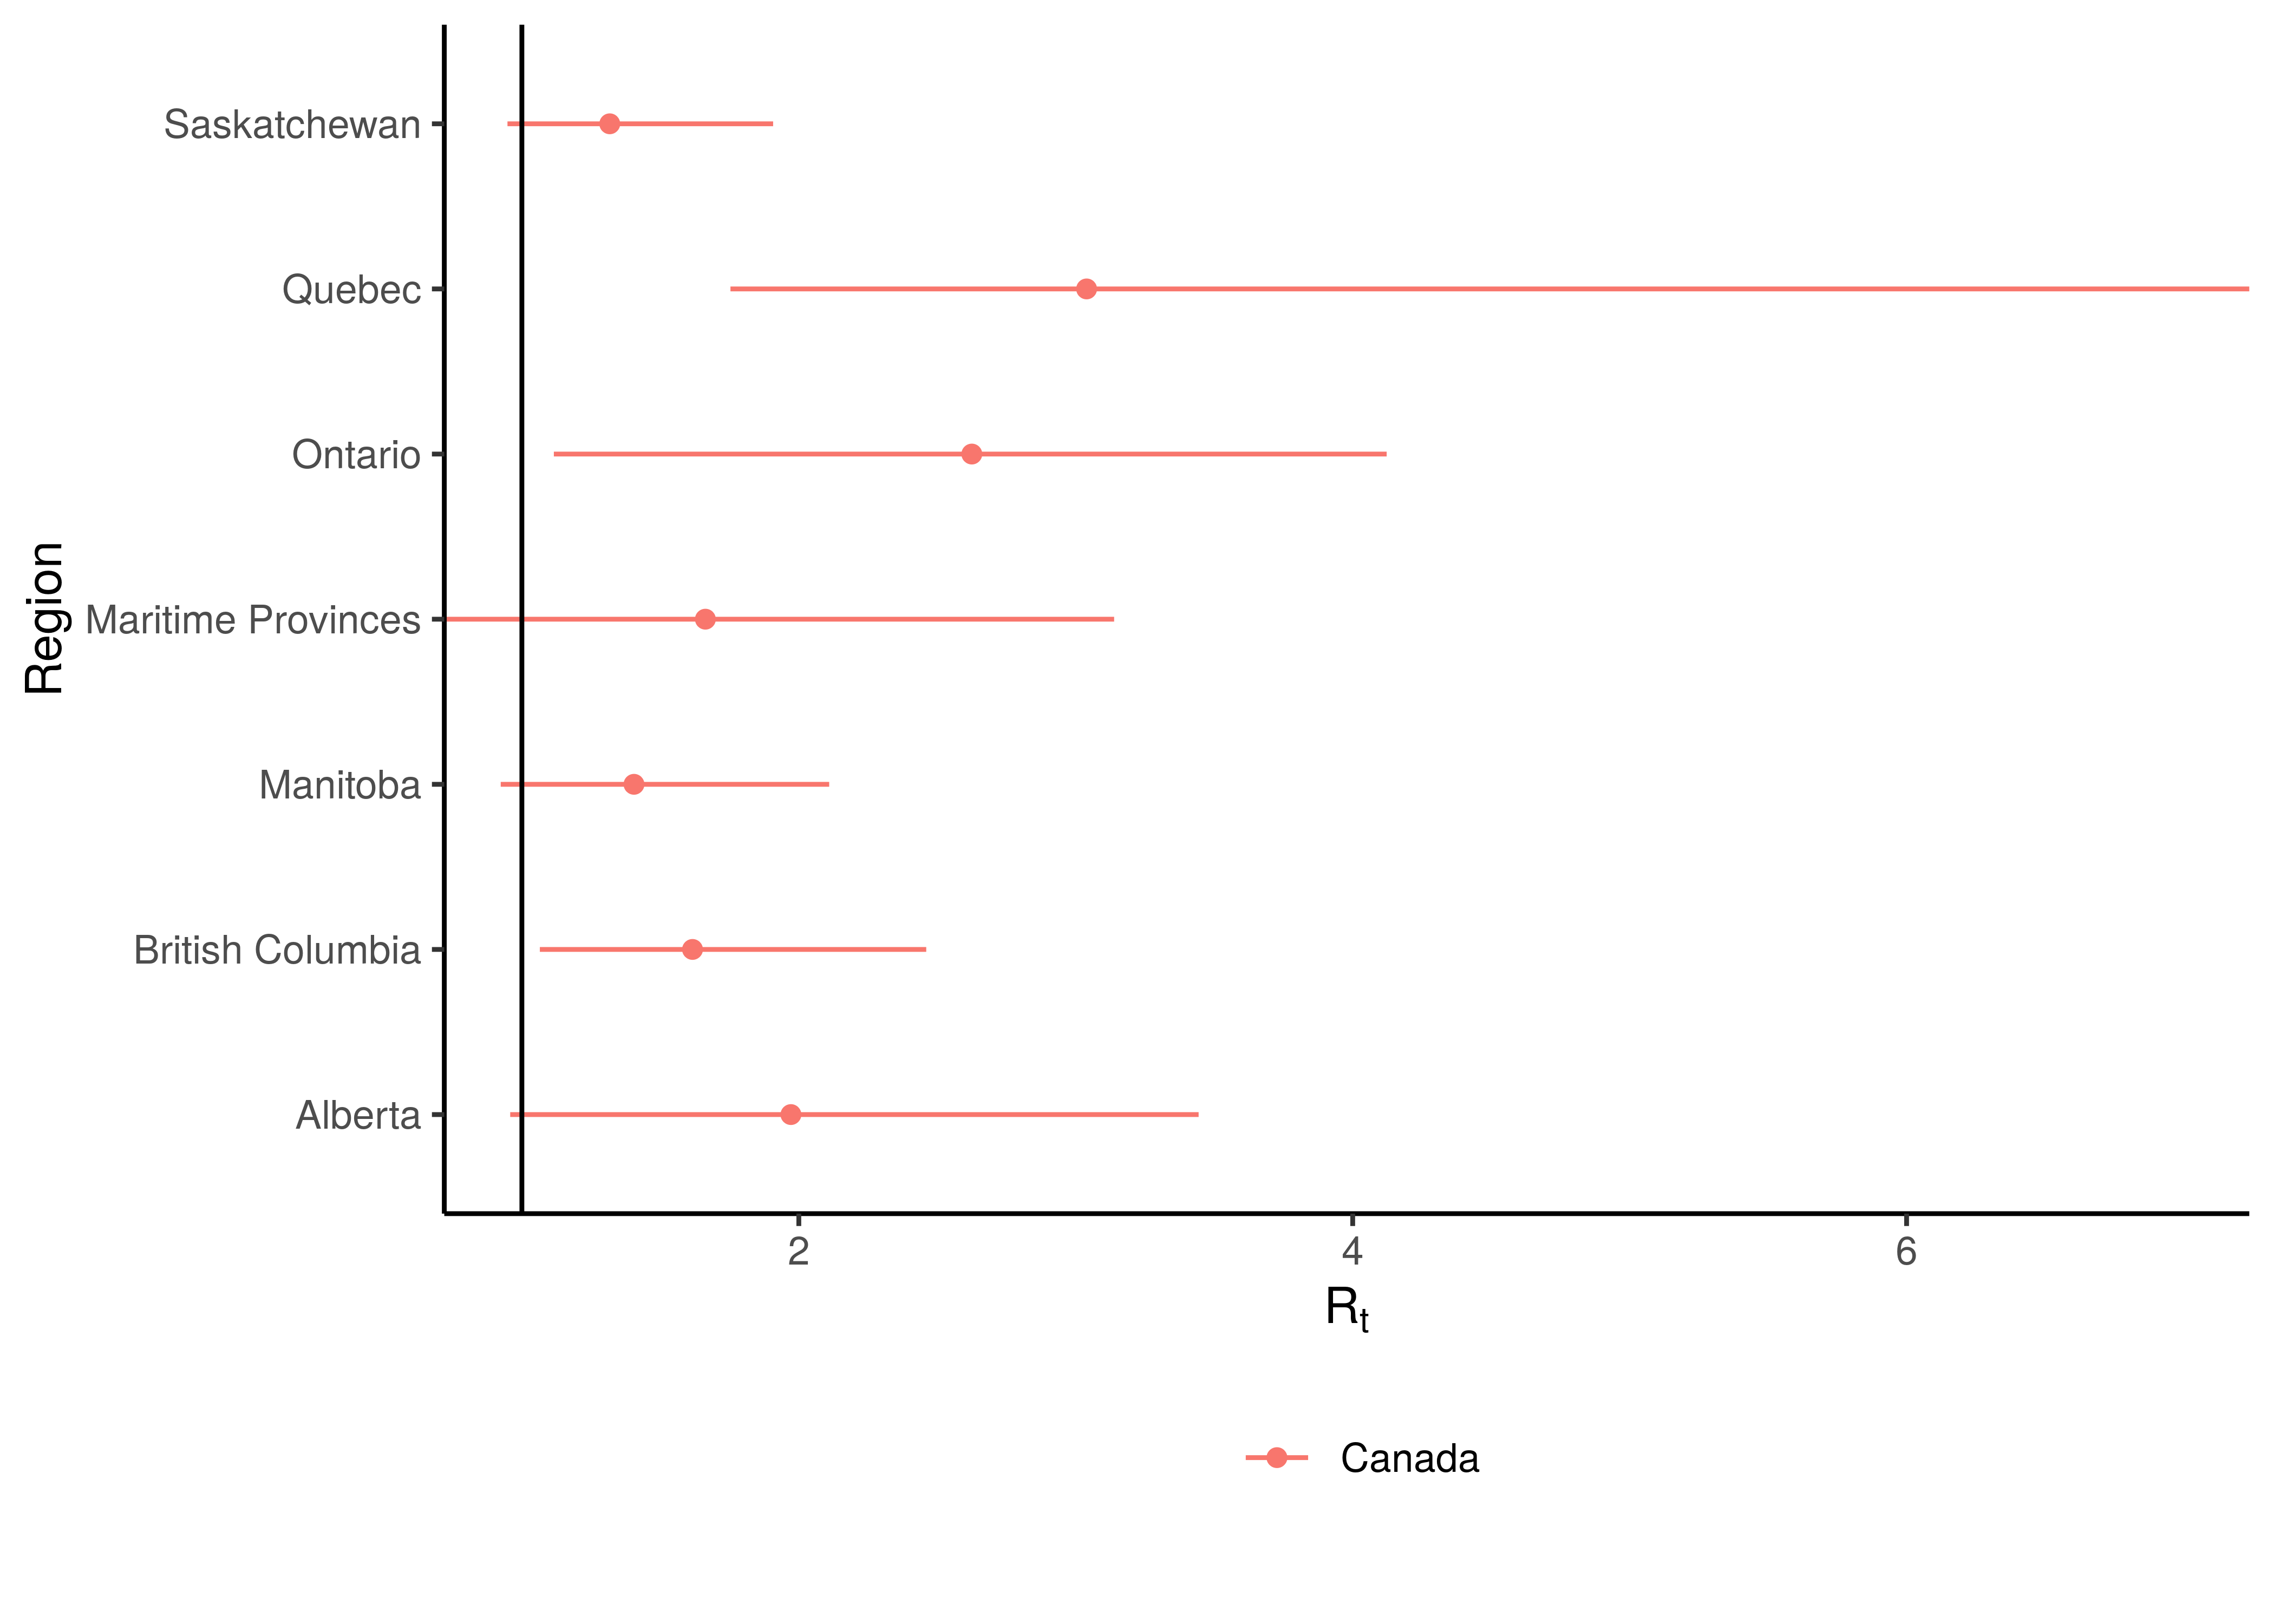 Saskatchewan
Quebec
Ontario
Maritime Provinces
Manitoba
British Columbia
Alberta
Region
2 4 6
Rt
Canada